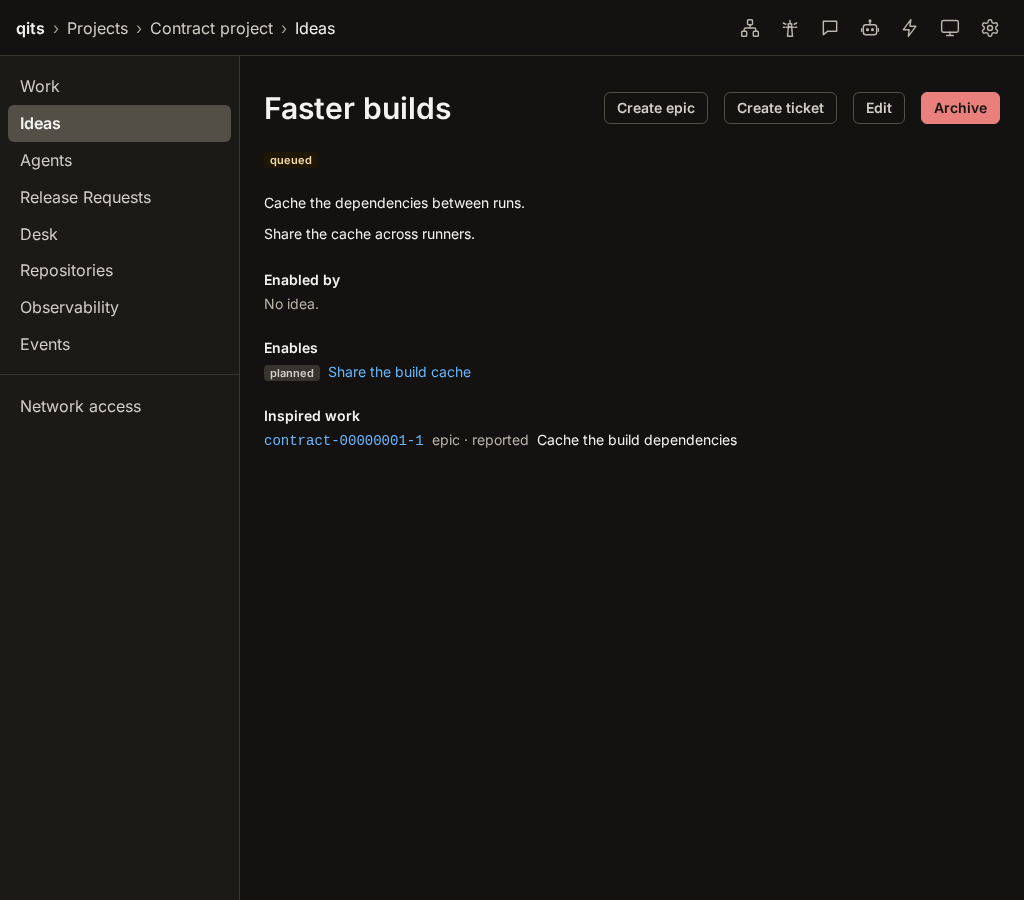 qits › Projects › Contract project › Ideas
Work
Ideas
Agents
Release Requests
Desk
Repositories
Observability
Events
Network access
Faster builds
Create epic
Create ticket
Edit
Archive
queued
Cache the dependencies between runs.
Share the cache across runners.
Enabled by
No idea.
Enables
planned Share the build cache
Inspired work
contract-00000001-1 epic · reported Cache the build dependencies